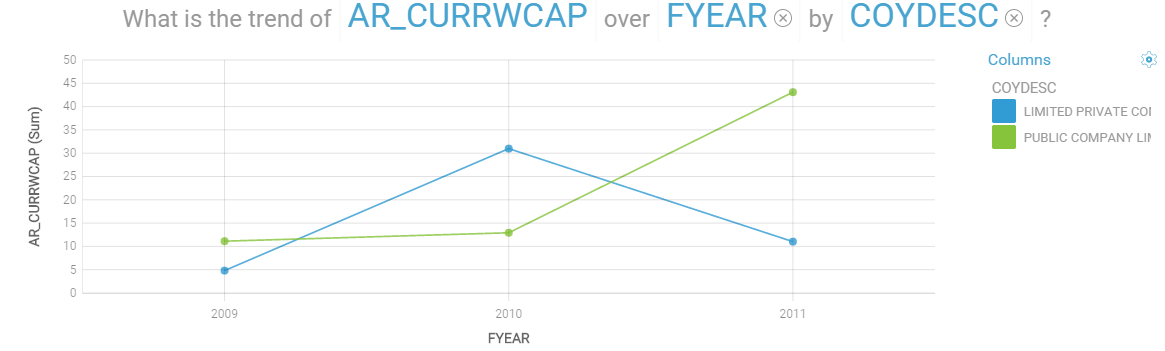 What is the trend of AR_CURRWCAP over FYEAR by COYDESC ?
Columns
COYDESC
LIMITED PRIVATE COI
PUBLIC COMPANY LII
AR_CURRWCAP (Sum)
50
45
40
35
30
25
20
15
10
5
0
2009 2010 2011
FYEAR